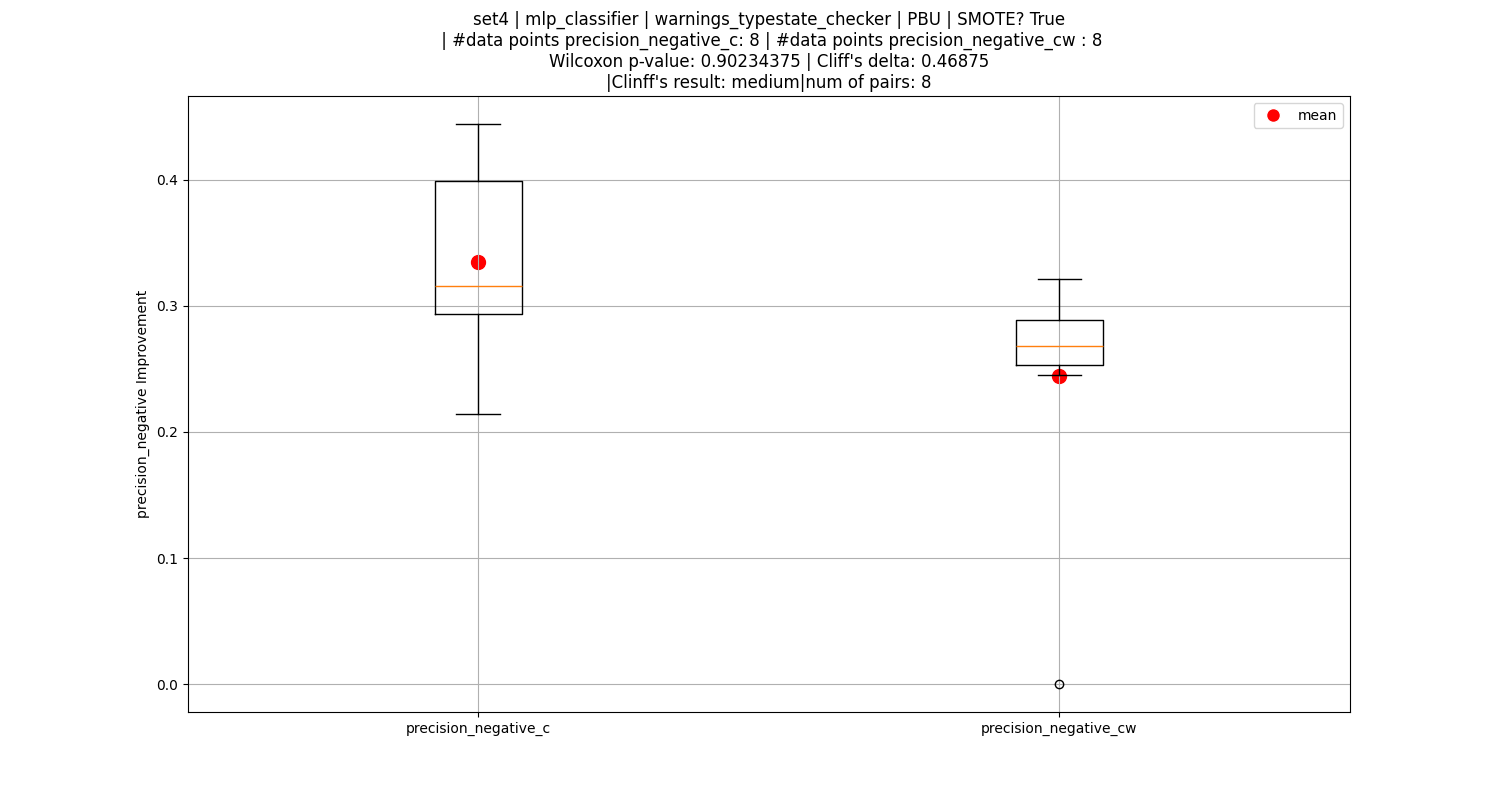 set4 | mlp_classifier | warnings_typestate_checker | PBU | SMOTE? True
| #data points precision_negative_c: 8 | #data points precision_negative_cw : 8
Wilcoxon p-value: 0.90234375 | Cliff's delta: 0.46875
|Clinff's result: medium|num of pairs: 8
mean
0.4
0.3
0.2
0.1
0.0
precision_negative Improvement
precision_negative_c
precision_negative_cw